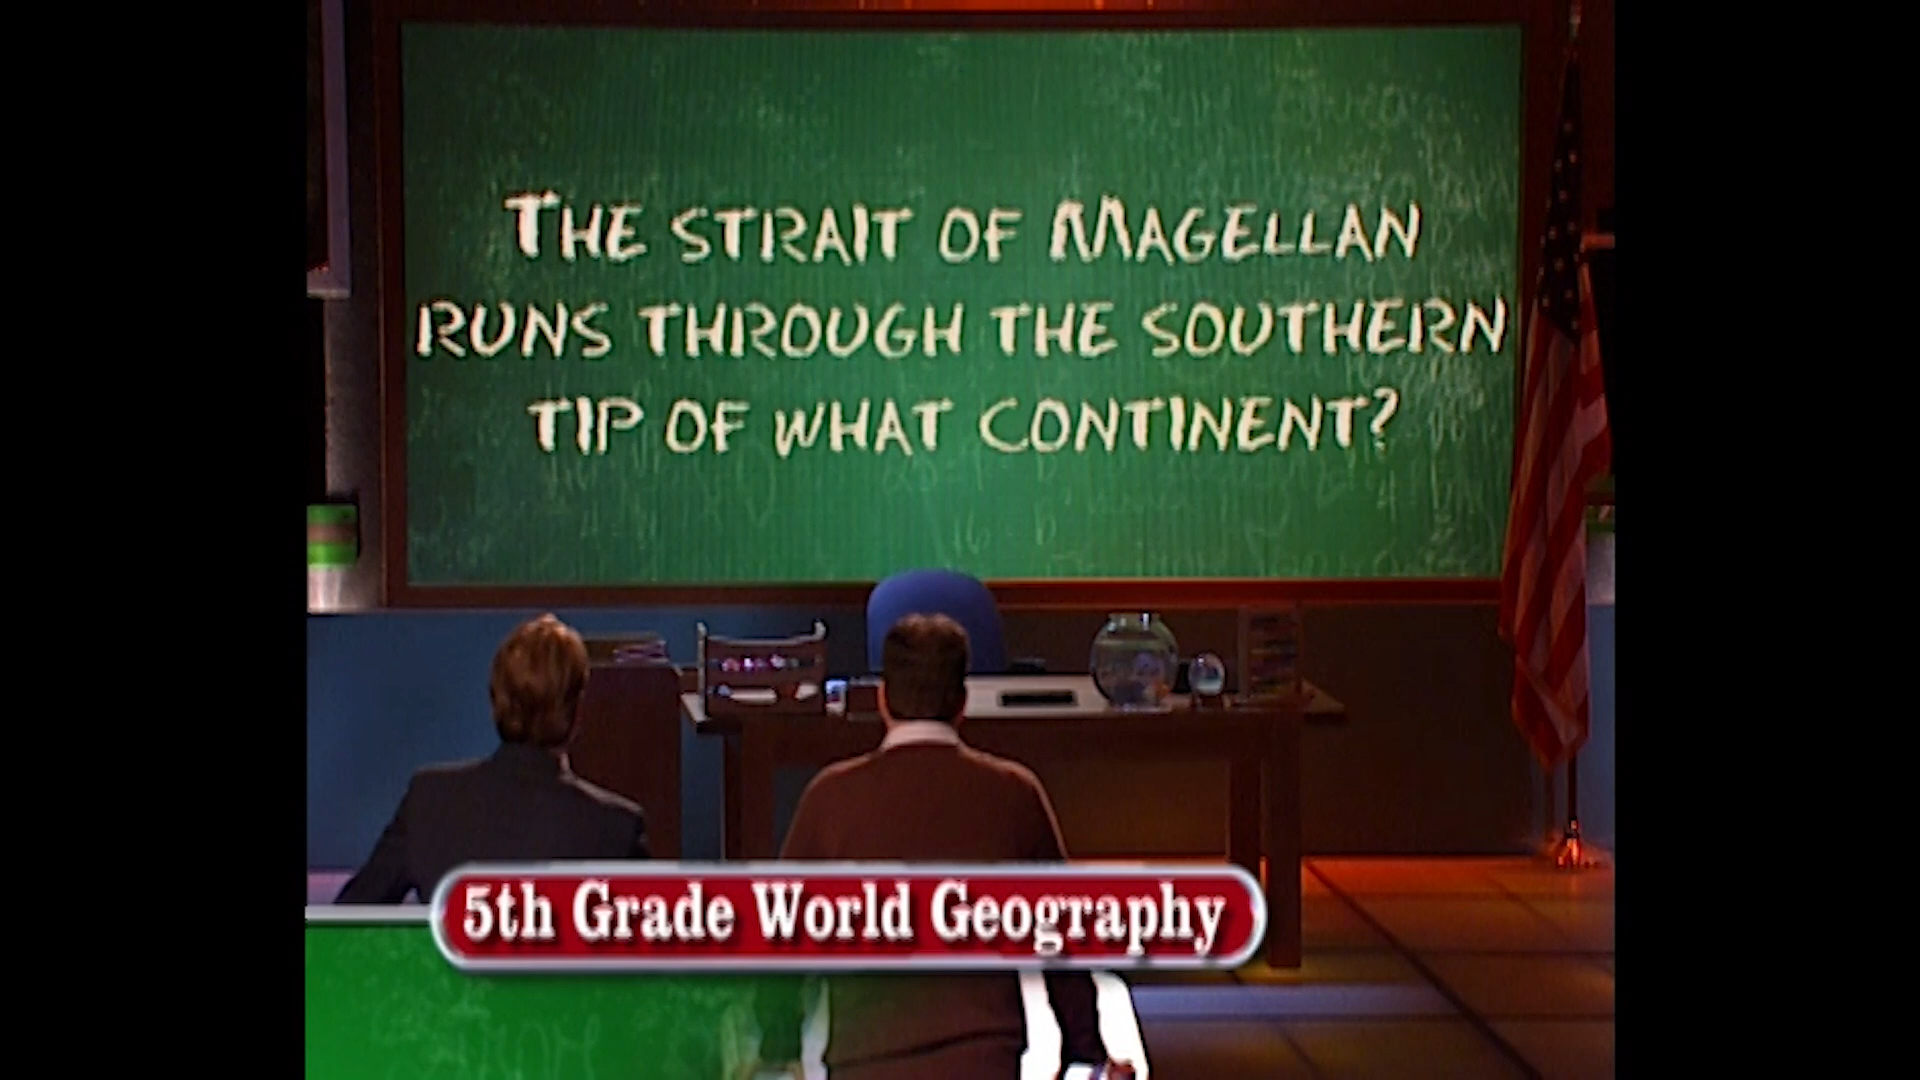 The strait of Magellan
runs through the southern
tip of what continent?
5th Grade World Geography